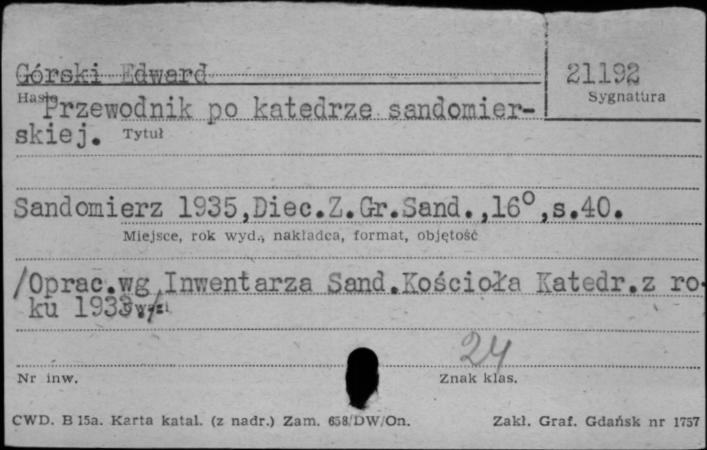 Górski Edward
21192
Hasło
Sygnatura
Przewodnik po katedrze sandomier-
skiej.
Tytuł
Sandomierz 1935,Diec.Z.Gr.Sand.,16°,s.40.
Miejsce, rok wyd., nakładca, format, objętość
/Oprac.wg Inwentarza Sand.Kościoła Katedr.z ro-
ku 1933
24
Nr inw.
Znak klas.
CWD. B 15a. Karta katal. (z nadr.) Zam. 658/DW/On.
Zakł. Graf. Gdańsk nr 1757